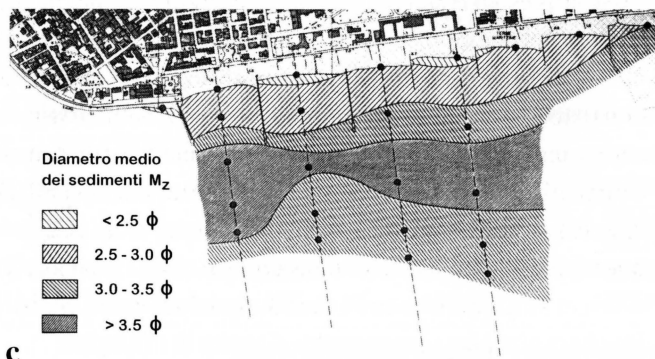 Diametro medio
dei sedimenti Mz
< 2.5 ϕ
2.5 - 3.0 ϕ
3.0 - 3.5 ϕ
> 3.5 ϕ
c